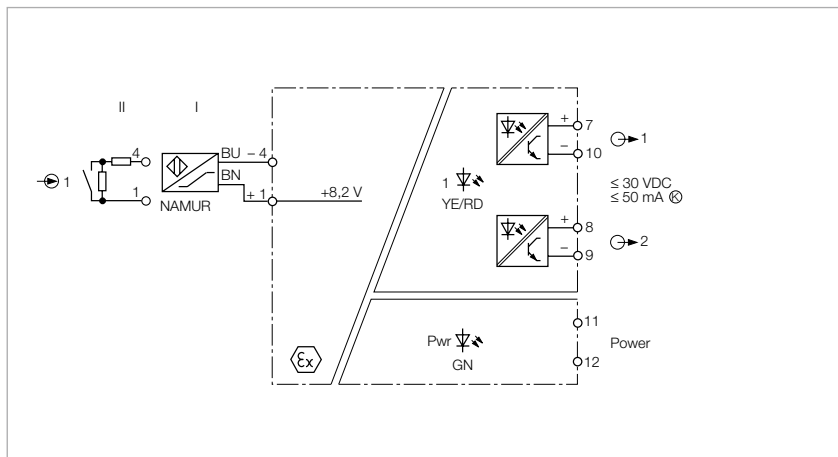 II I
4 BU – 4
BN
1 1 + 1 +8,2 V
NAMUR
+ 7
1
– 10
1
YE/RD
≤ 30 VDC
≤ 50 mA Ⓚ
+ 8
2
– 9
11
Pwr Power
GN
12
Ex